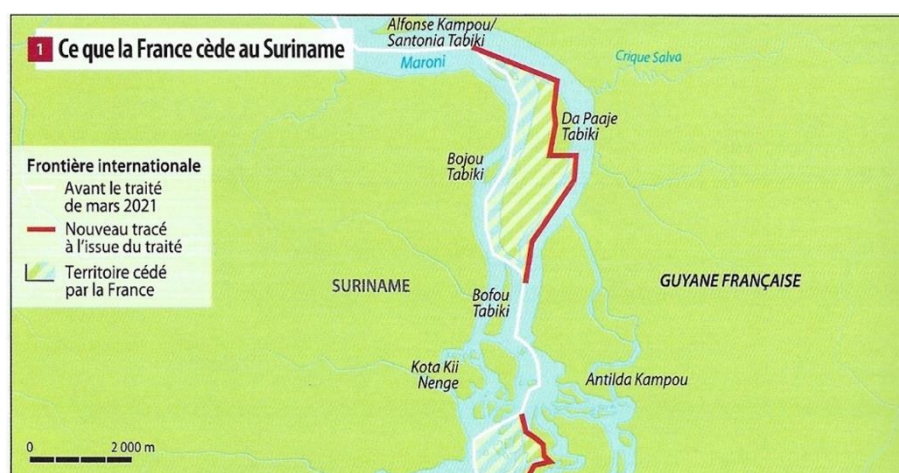 1 Ce que la France cède au Suriname
Alfonse Kampou/
Santonia Tabiki
Maroni
Crique Salva
Da Paaje
Tabiki
Bojou
Tabiki
Frontière internationale
Avant le traité
de mars 2021
Nouveau tracé
à l'issue du traité
Territoire cédé
par la France
SURINAME
GUYANE FRANÇAISE
Bofou
Tabiki
Kota Kii
Nenge
Antilda Kampou
0 2 000 m